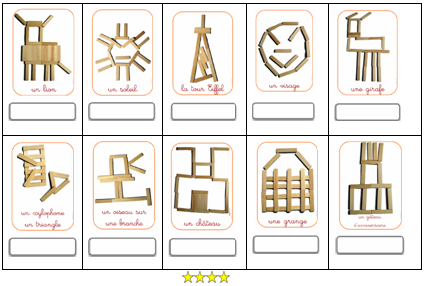 un lion
un soleil
la tour Eiffel
un visage
une girafe
un xylophone
un triangle
un oiseau sur
une branche
un château
une grange
un gâteau
d'anniversaire